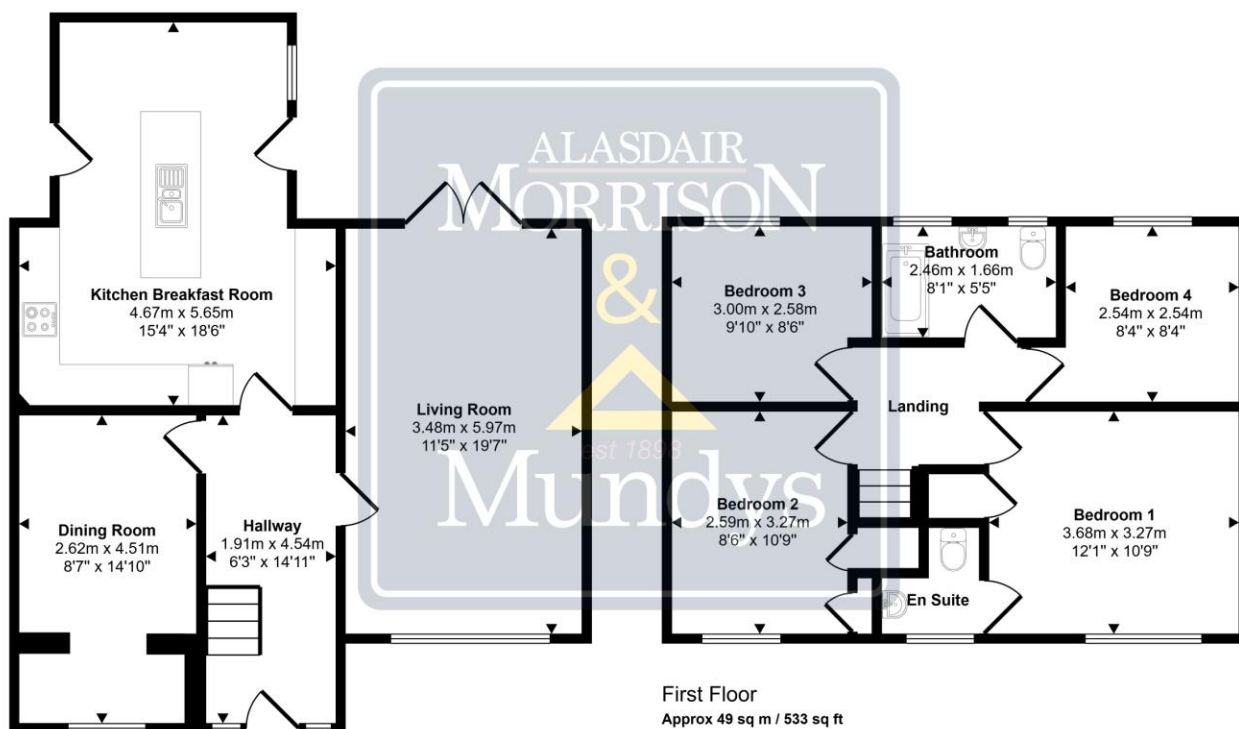 ALASDAIR
MORRISON
&
est 1898
Mundys
Kitchen Breakfast Room
4.67m x 5.65m
15'4" x 18'6"
Dining Room
2.62m x 4.51m
8'7" x 14'10"
Hallway
1.91m x 4.54m
6'3" x 14'11"
Living Room
3.48m x 5.97m
11'5" x 19'7"
Bedroom 3
3.00m x 2.58m
9'10" x 8'6"
Bathroom
2.46m x 1.66m
8'1" x 5'5"
Bedroom 4
2.54m x 2.54m
8'4" x 8'4"
Landing
Bedroom 2
2.59m x 3.27m
8'6" x 10'9"
Bedroom 1
3.68m x 3.27m
12'1" x 10'9"
En Suite
First Floor
Approx 49 sq m / 533 sq ft